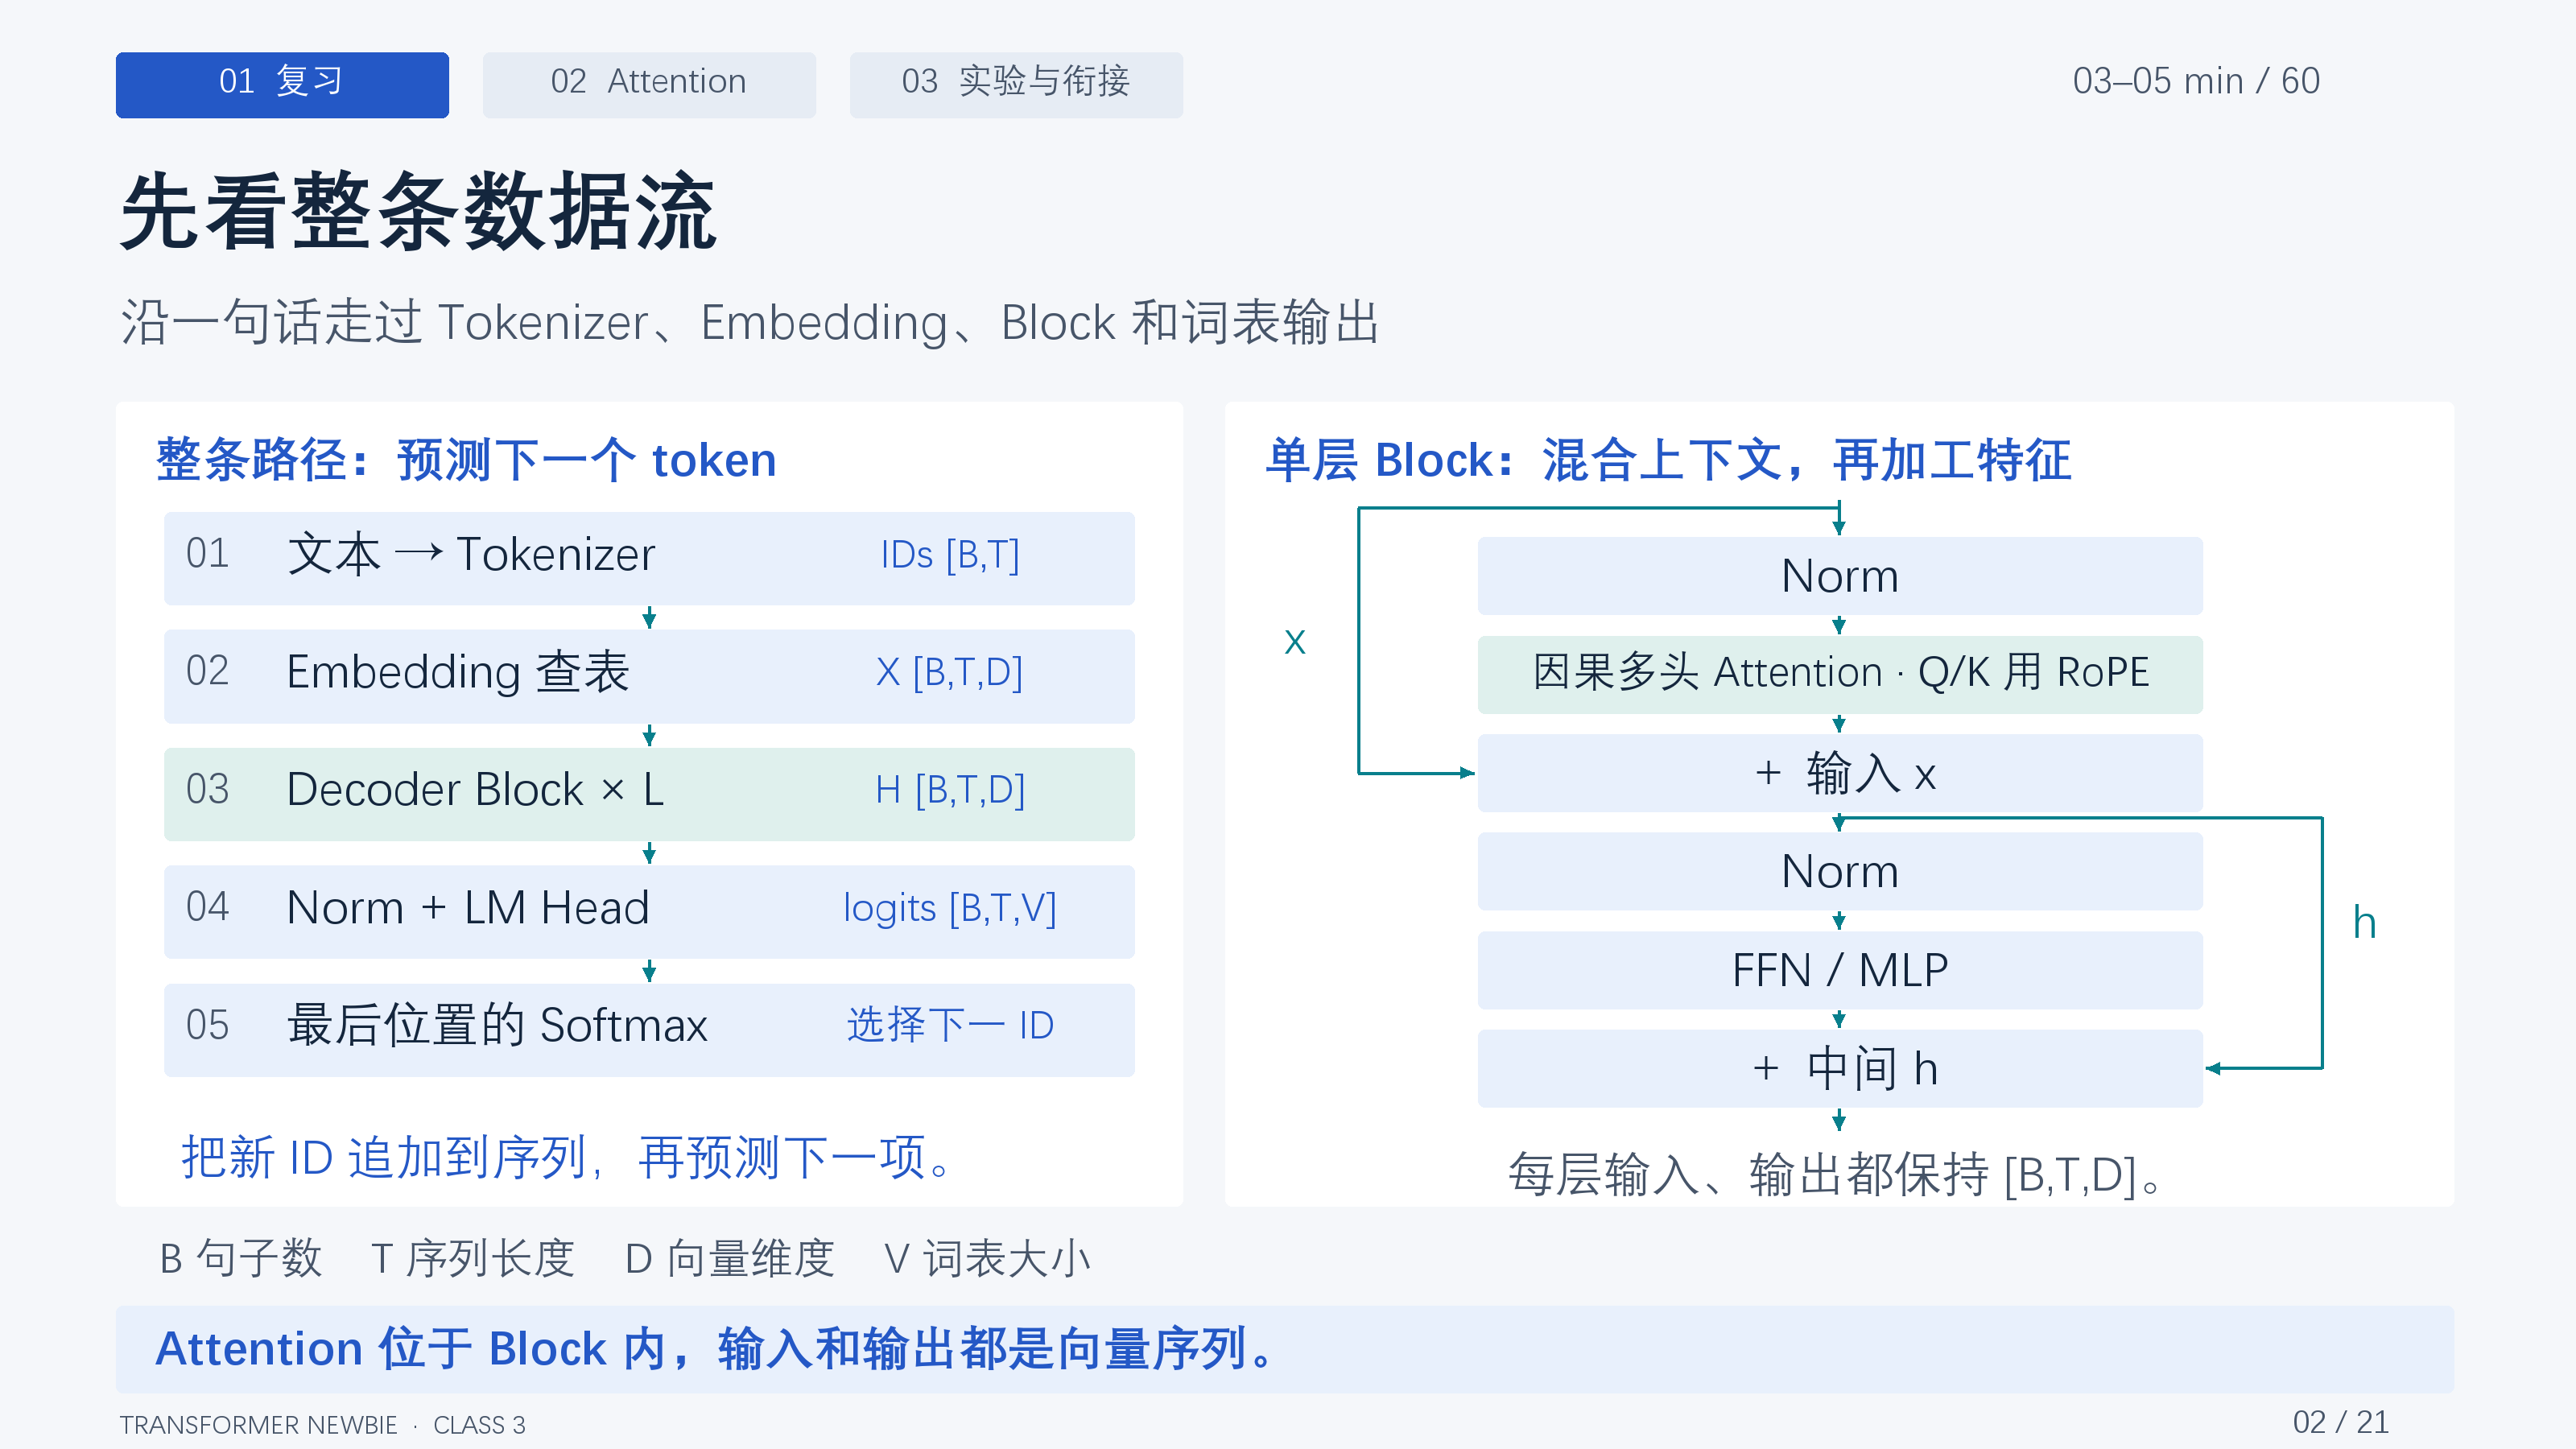 01 复习
02 Attention
03 实验与衔接
03–05 min / 60
先看整条数据流
沿一句话走过 Tokenizer、Embedding、Block 和词表输出
整条路径：预测下一个 token
01 文本 → Tokenizer IDs [B,T]
02 Embedding 查表 X [B,T,D]
03 Decoder Block × L H [B,T,D]
04 Norm + LM Head logits [B,T,V]
05 最后位置的 Softmax 选择下一 ID
把新 ID 追加到序列，再预测下一项。
单层 Block：混合上下文，再加工特征
Norm
x
因果多头 Attention · Q/K 用 RoPE
+ 输入 x
Norm
h
FFN / MLP
+ 中间 h
每层输入、输出都保持 [B,T,D]。
B 句子数 T 序列长度 D 向量维度 V 词表大小
Attention 位于 Block 内，输入和输出都是向量序列。
TRANSFORMER NEWBIE · CLASS 3
02 / 21